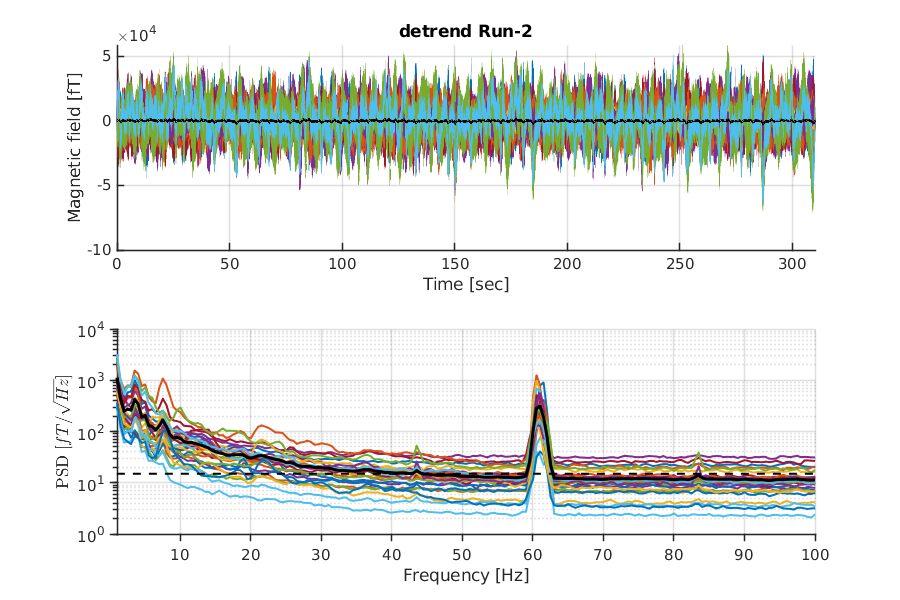 detrend Run-2
×10^4
5
0
-5
-10
Magnetic field [fT]
0 50 100 150 200 250 300
Time [sec]
10^4
10^3
10^2
10^1
10^0
PSD [fT/√Hz]
10 20 30 40 50 60 70 80 90 100
Frequency [Hz]